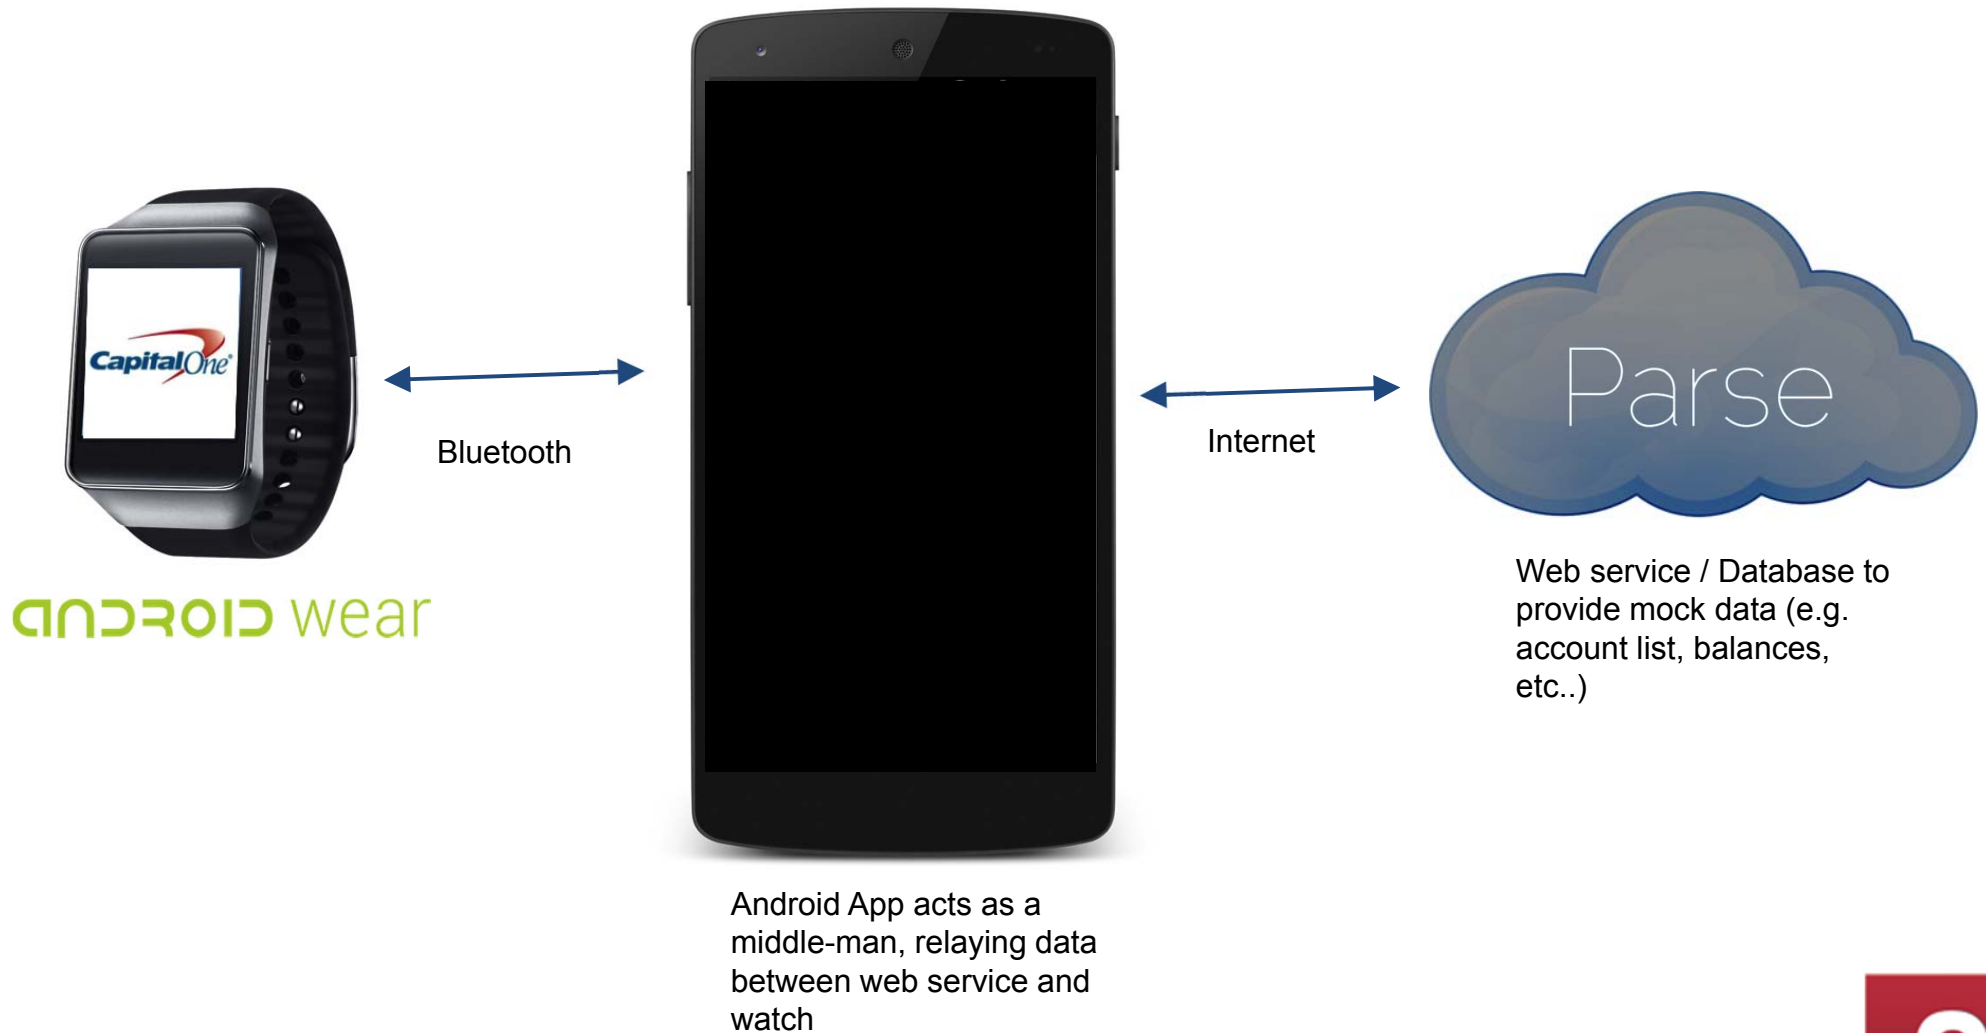 CapitalOne®
Bluetooth
Internet
Parse
android wear
Web service / Database to
provide mock data (e.g.
account list, balances,
etc..)
Android App acts as a
middle-man, relaying data
between web service and
watch